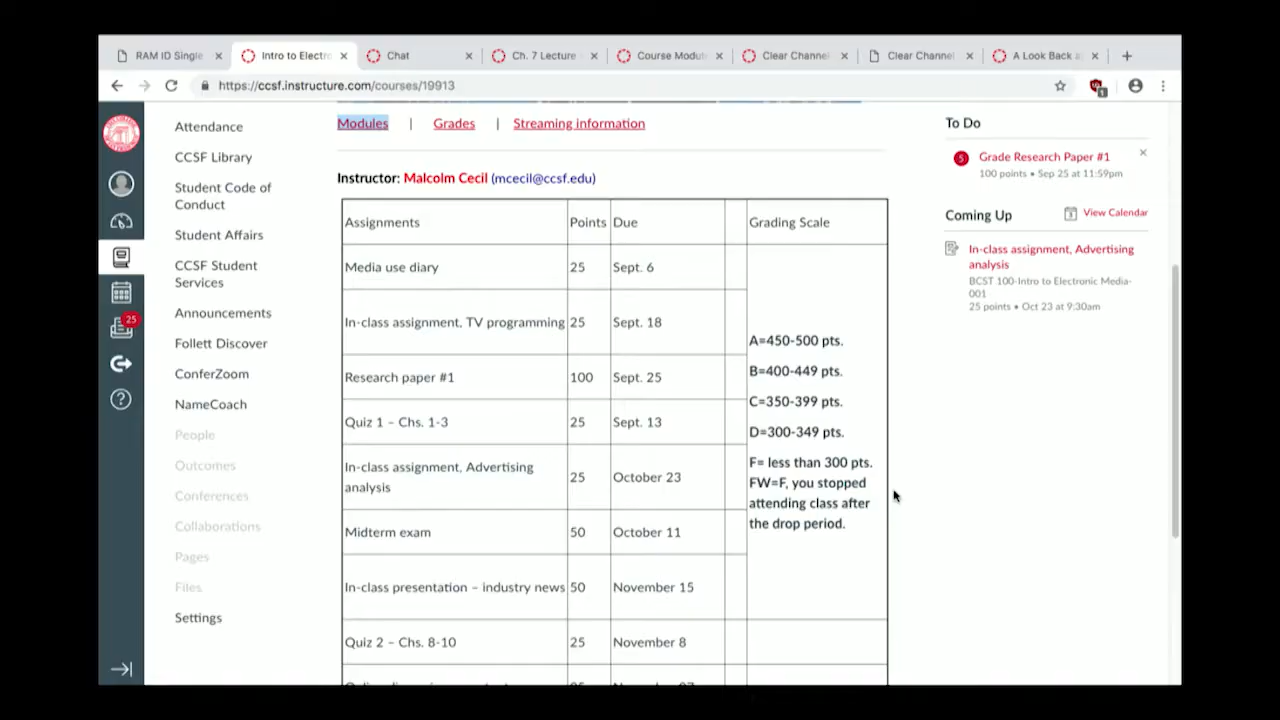 RAM ID Single
Intro to Electro
Chat
Ch. 7 Lecture
Course Modul
Clear Channel
Clear Channel
A Look Back a
https://ccsf.instructure.com/courses/19913
1
25
Attendance
CCSF Library
Student Code of
Conduct
Student Affairs
CCSF Student
Services
Announcements
Follett Discover
ConferZoom
NameCoach
People
Outcomes
Conferences
Collaborations
Pages
Files
Settings
Modules | Grades | Streaming information
Instructor: Malcolm Cecil (mcecil@ccsf.edu)
Assignments Points Due Grading Scale
Media use diary 25 Sept. 6
In-class assignment, TV programming 25 Sept. 18
Research paper #1 100 Sept. 25
Quiz 1 – Chs. 1-3 25 Sept. 13
In-class assignment, Advertising
analysis 25 October 23
Midterm exam 50 October 11
In-class presentation – industry news 50 November 15
Quiz 2 – Chs. 8-10 25 November 8
A=450-500 pts.
B=400-449 pts.
C=350-399 pts.
D=300-349 pts.
F= less than 300 pts.
FW=F, you stopped
attending class after
the drop period.
To Do
5 Grade Research Paper #1
100 points • Sep 25 at 11:59pm
Coming Up View Calendar
In-class assignment, Advertising
analysis
BCST 100-Intro to Electronic Media-
001
25 points • Oct 23 at 9:30am